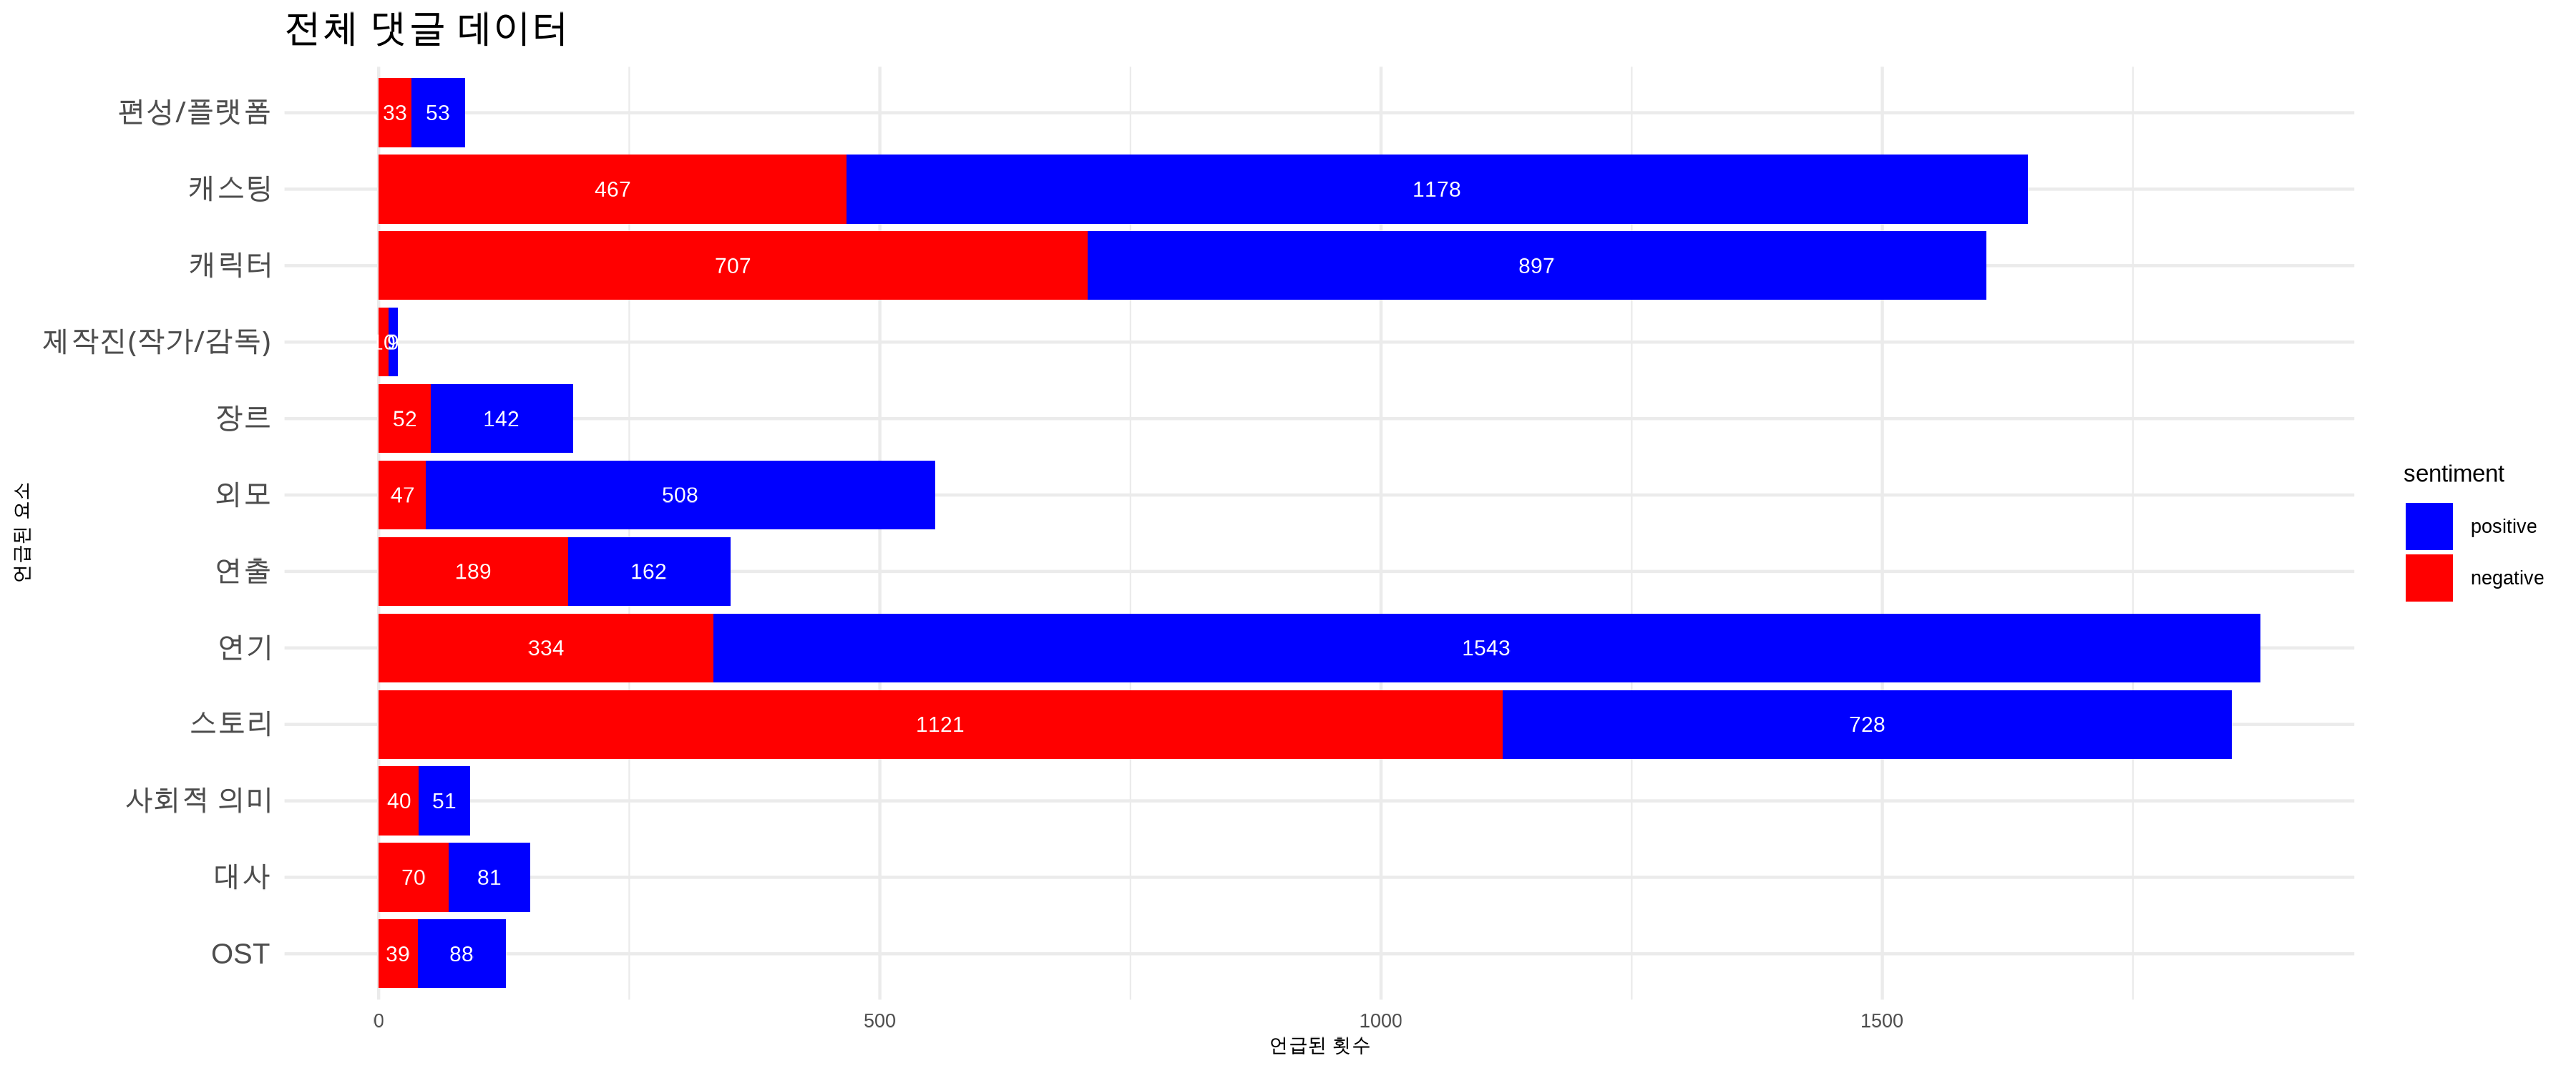 전체 댓글 데이터
편성/플랫폼 33 53
캐스팅 467 1178
캐릭터 707 897
제작진(작가/감독) 10 9
장르 52 142
외모 47 508
연출 189 162
연기 334 1543
스토리 1121 728
사회적 의미 40 51
대사 70 81
OST 39 88
0 500 1000 1500
언급된 횟수
언급된 요소
sentiment
positive
negative